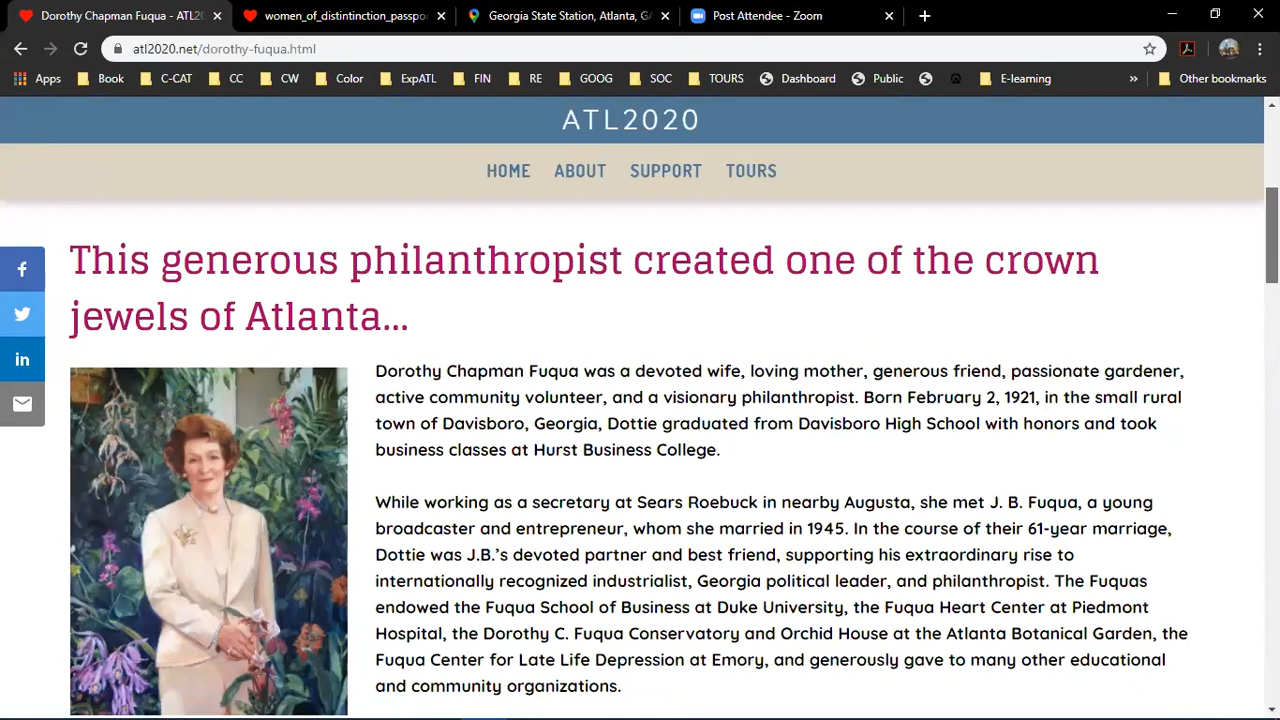 Dorothy Chapman Fuqua - ATL20
women_of_distintinction_passpo
Georgia State Station, Atlanta, GA
Post Attendee - Zoom
atl2020.net/dorothy-fuqua.html
Apps
Book
C-CAT
CC
CW
Color
ExpATL
FIN
RE
GOOG
SOC
TOURS
Dashboard
Public
E-learning
»
Other bookmarks
ATL2020
HOME ABOUT SUPPORT TOURS
This generous philanthropist created one of the crown
jewels of Atlanta...
Dorothy Chapman Fuqua was a devoted wife, loving mother, generous friend, passionate gardener,
active community volunteer, and a visionary philanthropist. Born February 2, 1921, in the small rural
town of Davisboro, Georgia, Dottie graduated from Davisboro High School with honors and took
business classes at Hurst Business College.
While working as a secretary at Sears Roebuck in nearby Augusta, she met J. B. Fuqua, a young
broadcaster and entrepreneur, whom she married in 1945. In the course of their 61-year marriage,
Dottie was J.B.'s devoted partner and best friend, supporting his extraordinary rise to
internationally recognized industrialist, Georgia political leader, and philanthropist. The Fuquas
endowed the Fuqua School of Business at Duke University, the Fuqua Heart Center at Piedmont
Hospital, the Dorothy C. Fuqua Conservatory and Orchid House at the Atlanta Botanical Garden, the
Fuqua Center for Late Life Depression at Emory, and generously gave to many other educational
and community organizations.